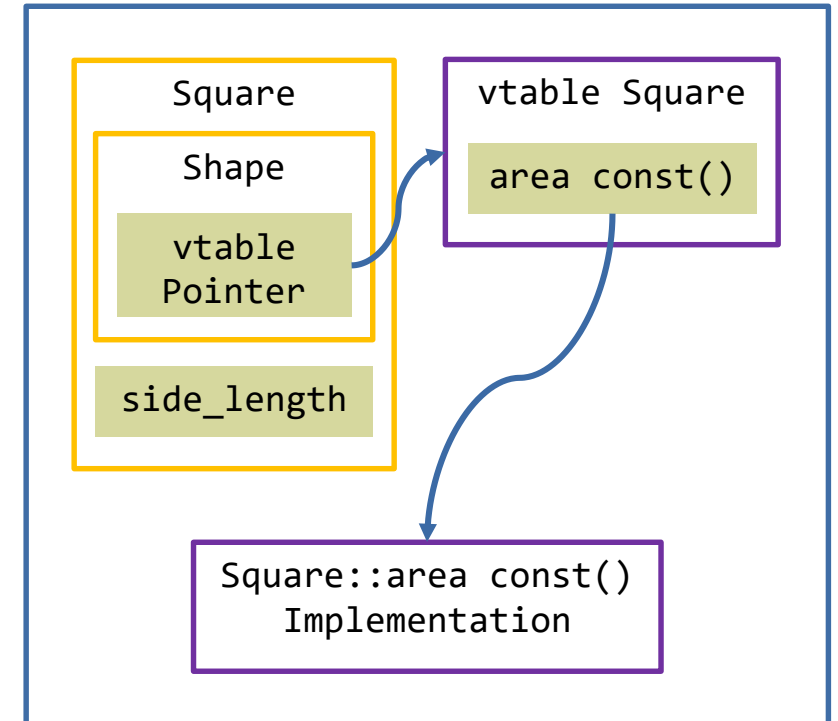 Square
Shape
vtable
Pointer
side_length
vtable Square
area const()
Square::area const()
Implementation